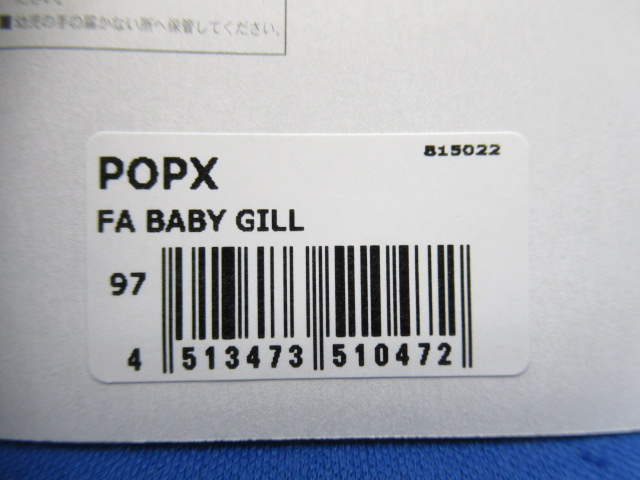 ■幼児の手の届かない所へ保管してください。
815022
POPX
FA BABY GILL
97
4 513473 510472